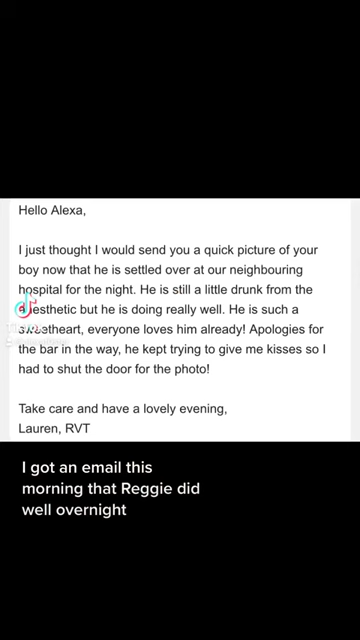 Hello Alexa,
I just thought I would send you a quick picture of your
boy now that he is settled over at our neighbouring
hospital for the night. He is still a little drunk from the
anesthetic but he is doing really well. He is such a
sweetheart, everyone loves him already! Apologies for
the bar in the way, he kept trying to give me kisses so I
had to shut the door for the photo!
Take care and have a lovely evening,
Lauren, RVT
I got an email this
morning that Reggie did
well overnight